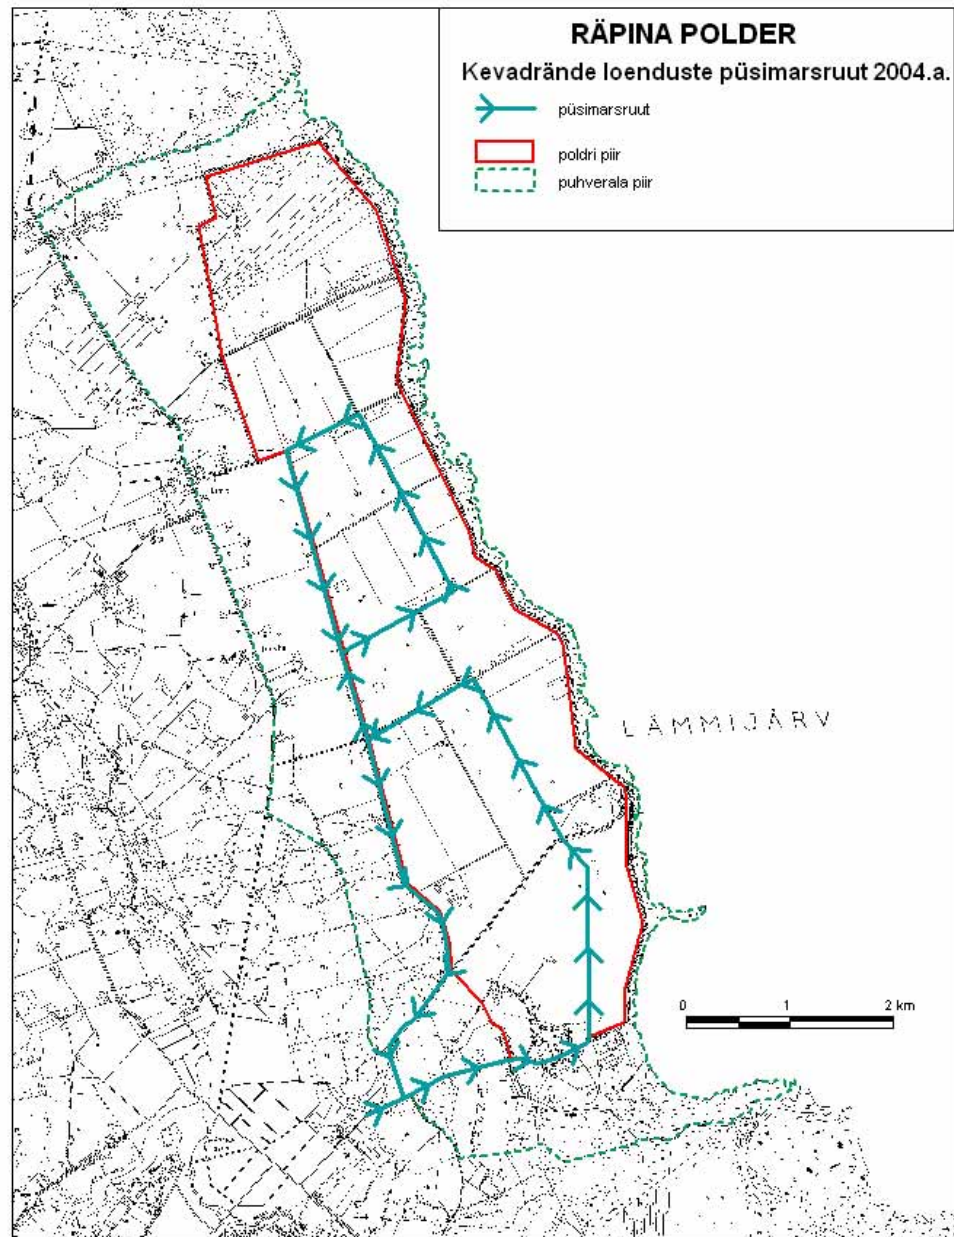 RÄPINA POLDER
Kevadrände loenduste püsimarsruut 2004.a.
püsimarsruut
poldri piir
puhverala piir
LÄMMIJÄRV
0 1 2 km